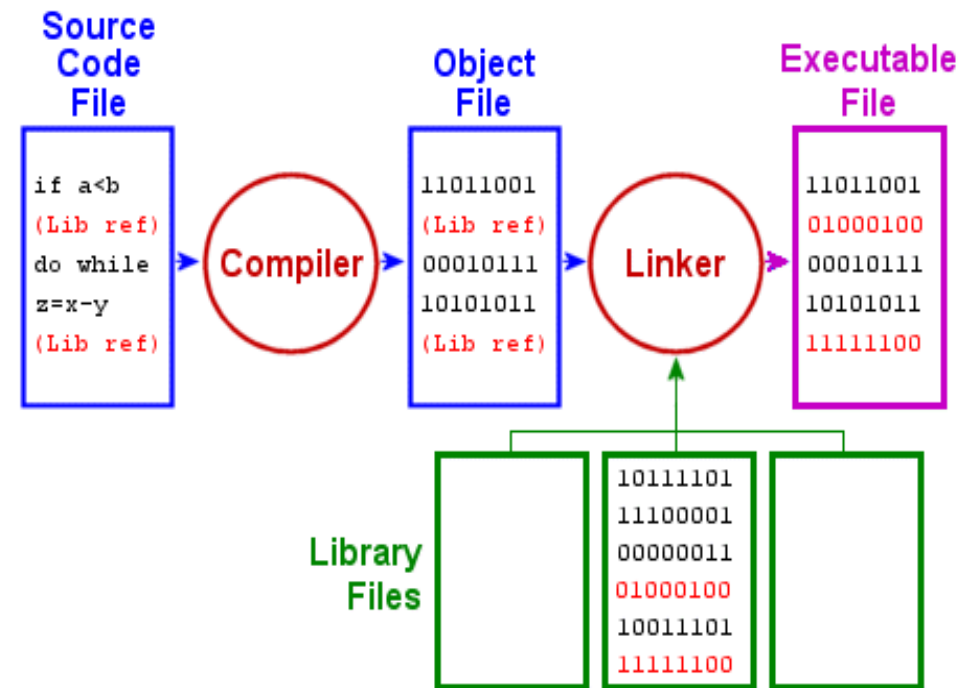 Source
Code
File
if a<b
(Lib ref)
do while
z=x-y
(Lib ref)
Compiler
Object
File
11011001
(Lib ref)
00010111
10101011
(Lib ref)
Linker
Executable
File
11011001
01000100
00010111
10101011
11111100
Library
Files
10111101
11100001
00000011
01000100
10011101
11111100